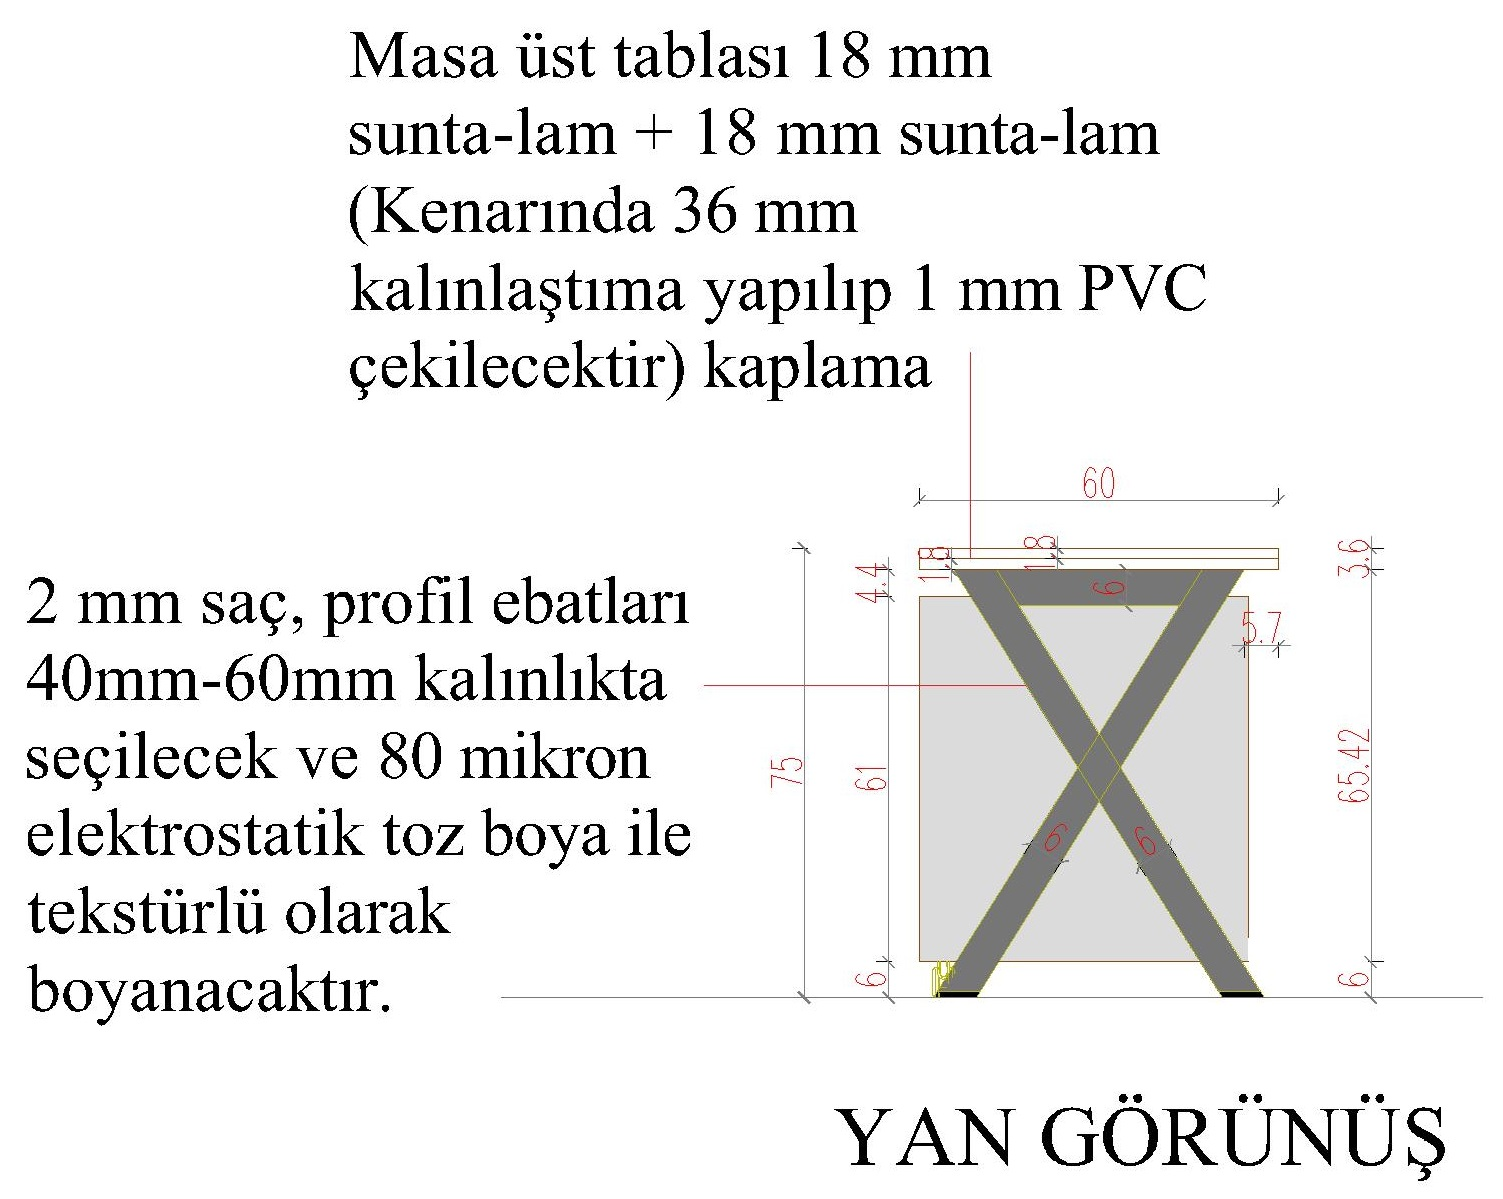 Masa üst tablası 18 mm
sunta-lam + 18 mm sunta-lam
(Kenarında 36 mm
kalınlaştıma yapılıp 1 mm PVC
çekilecektir) kaplama
60
1.8
1.8
3.6
4.4
6
5.7
2 mm saç, profil ebatları
40mm-60mm kalınlıkta
seçilecek ve 80 mikron
elektrostatik toz boya ile
tekstürlü olarak
boyanacaktır.
75
61
65.42
6
6
6
6
YAN GÖRÜNÜŞ